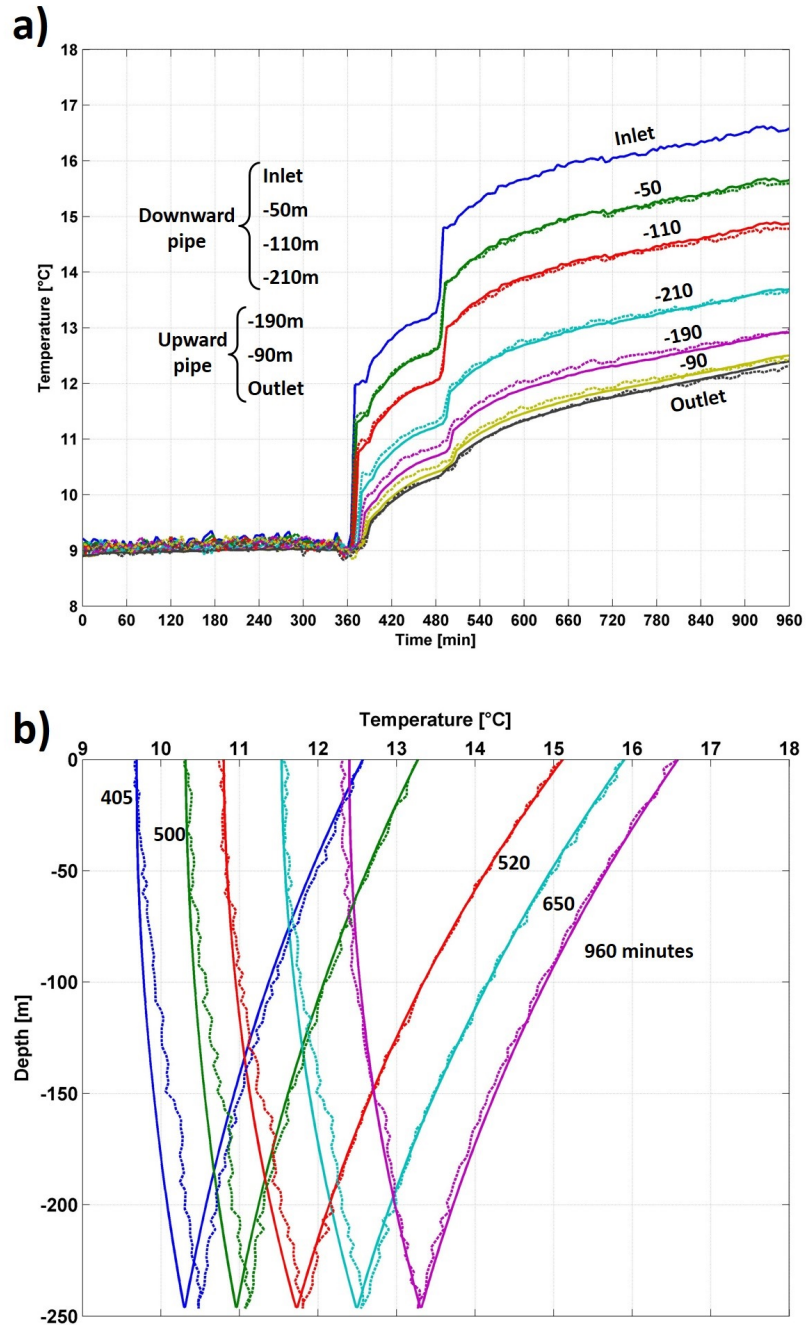 a)
18
17
16
15
14
13
12
11
10
9
8
Temperature [°C]
Downward pipe
Inlet
-50m
-110m
-210m
Upward pipe
-190m
-90m
Outlet
Inlet
-50
-110
-210
-190
-90
Outlet
0 60 120 180 240 300 360 420 480 540 600 660 720 780 840 900 960
Time [min]
b)
Temperature [°C]
9 10 11 12 13 14 15 16 17 18
0
-50
-100
-150
-200
-250
Depth [m]
405
500
520
650
960 minutes